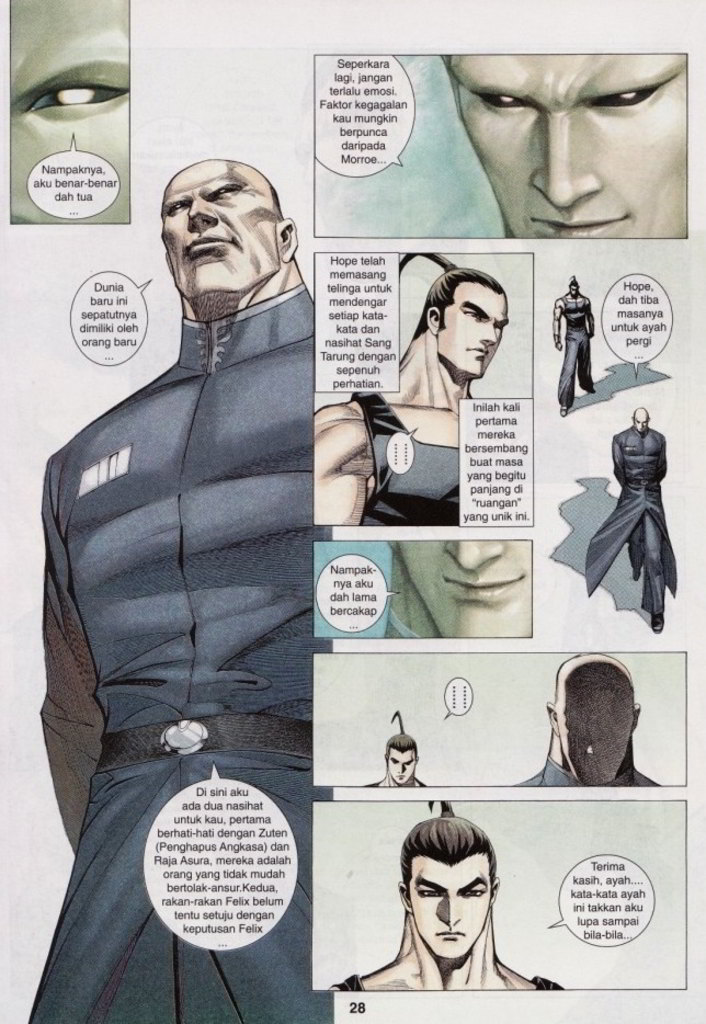 Nampaknya,
aku benar-benar
dah tua
...
Seperkara
lagi, jangan
terlalu emosi.
Faktor kegagalan
kau mungkin
berpunca
daripada
Morroe...
Dunia
baru ini
sepatutnya
dimiliki oleh
orang baru
...
Hope telah
memasang
telinga untuk
mendengar
setiap kata-
kata dan
nasihat Sang
Tarung dengan
sepenuh
perhatian.
Inilah kali
pertama
mereka
bersembang
buat masa
yang begitu
panjang di
"ruangan"
yang unik ini.
Hope,
dah tiba
masanya
untuk ayah
pergi
...
Nampak-
nya aku
dah lama
bercakap
...
Di sini aku
ada dua nasihat
untuk kau, pertama
berhati-hati dengan Zuten
(Penghapus Angkasa) dan
Raja Asura, mereka adalah
orang yang tidak mudah
bertolak-ansur.Kedua,
rakan-rakan Felix belum
tentu setuju dengan
keputusan Felix
...
Terima
kasih, ayah....
kata-kata ayah
ini takkan aku
lupa sampai
bila-bila...
28